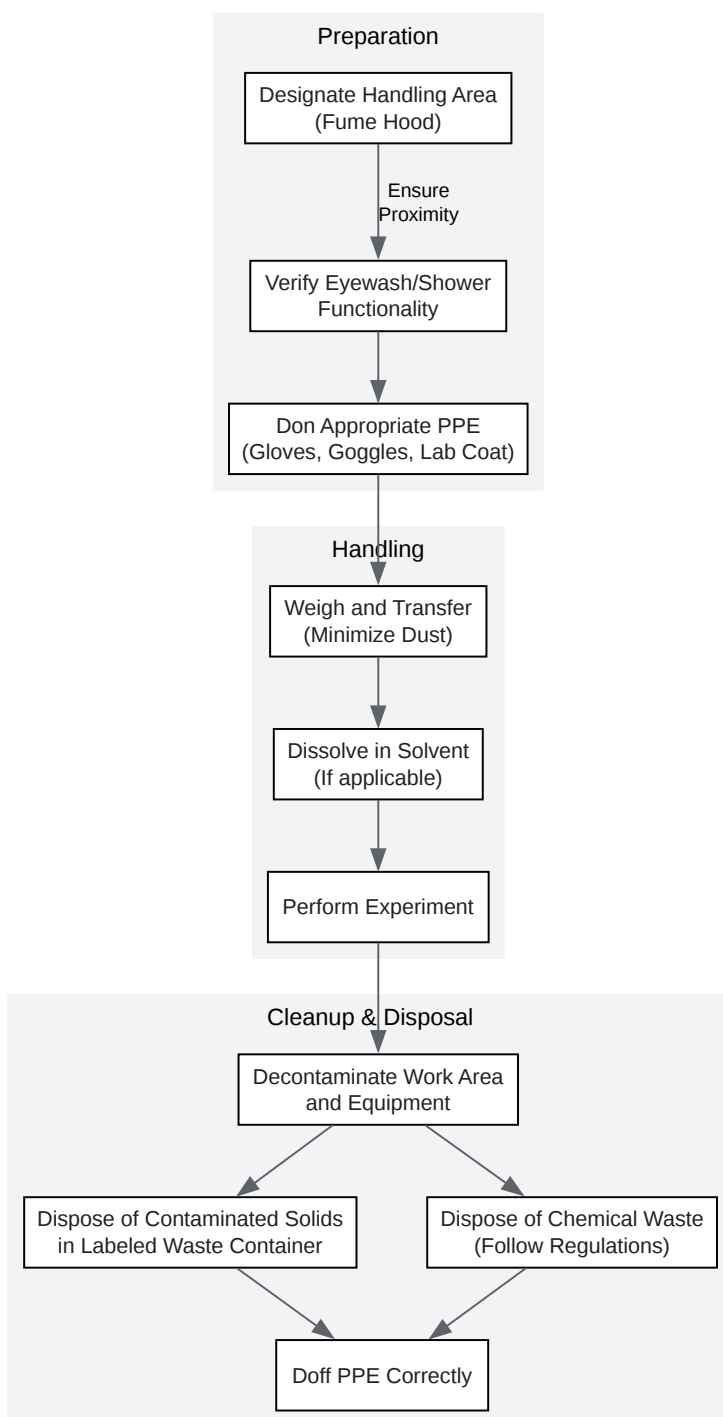 Preparation
Designate Handling Area
(Fume Hood)
Ensure
Proximity
Verify Eyewash/Shower
Functionality
Don Appropriate PPE
(Gloves, Goggles, Lab Coat)
Handling
Weigh and Transfer
(Minimize Dust)
Dissolve in Solvent
(If applicable)
Perform Experiment
Cleanup & Disposal
Decontaminate Work Area
and Equipment
Dispose of Contaminated Solids
in Labeled Waste Container
Dispose of Chemical Waste
(Follow Regulations)
Doff PPE Correctly